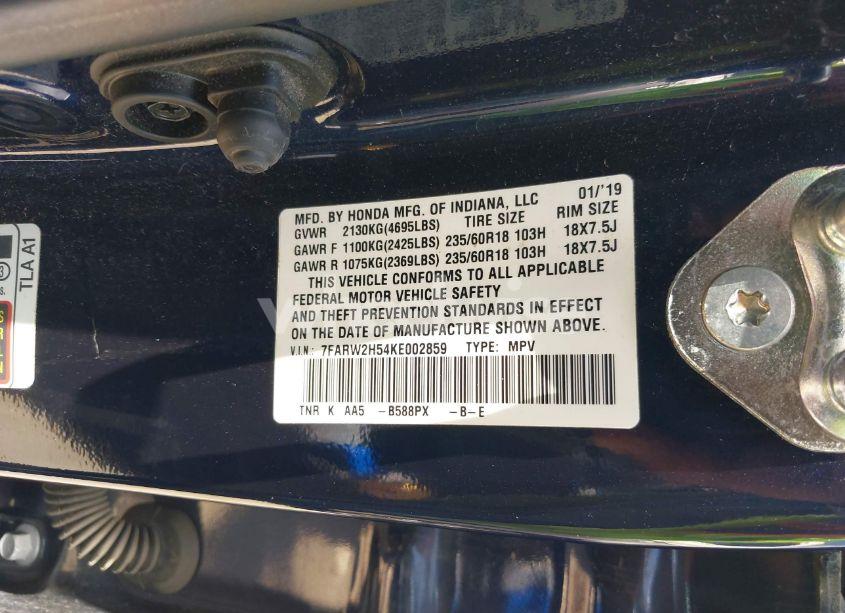 MFD. BY HONDA MFG. OF INDIANA, LLC 01/'19
GVWR 2130KG(4695LBS) TIRE SIZE RIM SIZE
GAWR F 1100KG(2425LBS) 235/60R18 103H 18X7.5J
GAWR R 1075KG(2369LBS) 235/60R18 103H 18X7.5J
THIS VEHICLE CONFORMS TO ALL APPLICABLE
FEDERAL MOTOR VEHICLE SAFETY
AND THEFT PREVENTION STANDARDS IN EFFECT
ON THE DATE OF MANUFACTURE SHOWN ABOVE.
V.I.N.: 7FARW2H54KE002859 TYPE: MPV
TNR K AA5 -B588PX -B-E
TLA A1